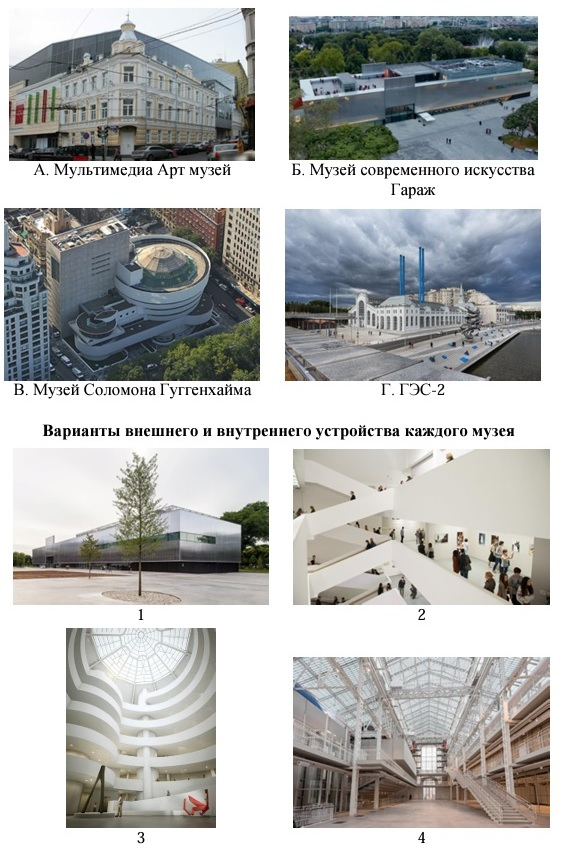 А. Мультимедиа Арт музей
Б. Музей современного искусства
Гараж
В. Музей Соломона Гуггенхайма
Г. ГЭС-2
Варианты внешнего и внутреннего устройства каждого музея
1
2
3
4